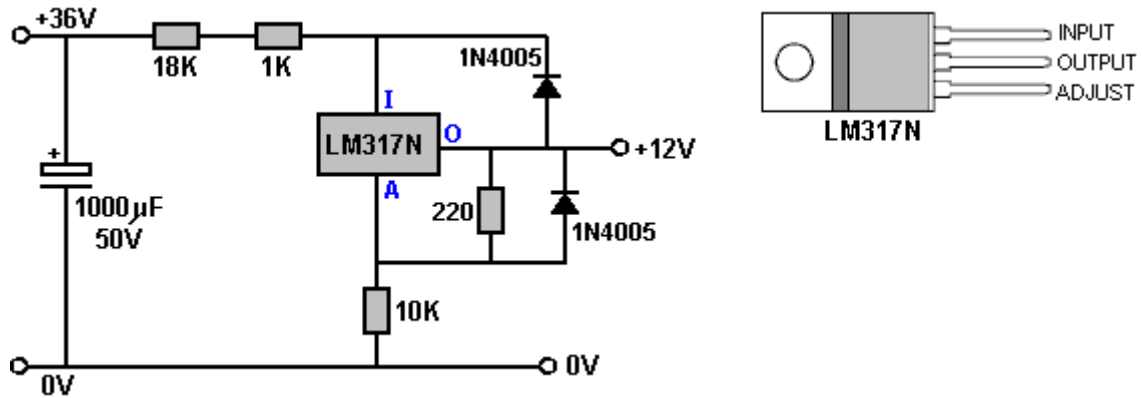 +36V
18K
1K
1N4005
I
LM317N
O
+12V
A
+
1000µF
50V
220
1N4005
10K
0V
0V
INPUT
OUTPUT
ADJUST
LM317N